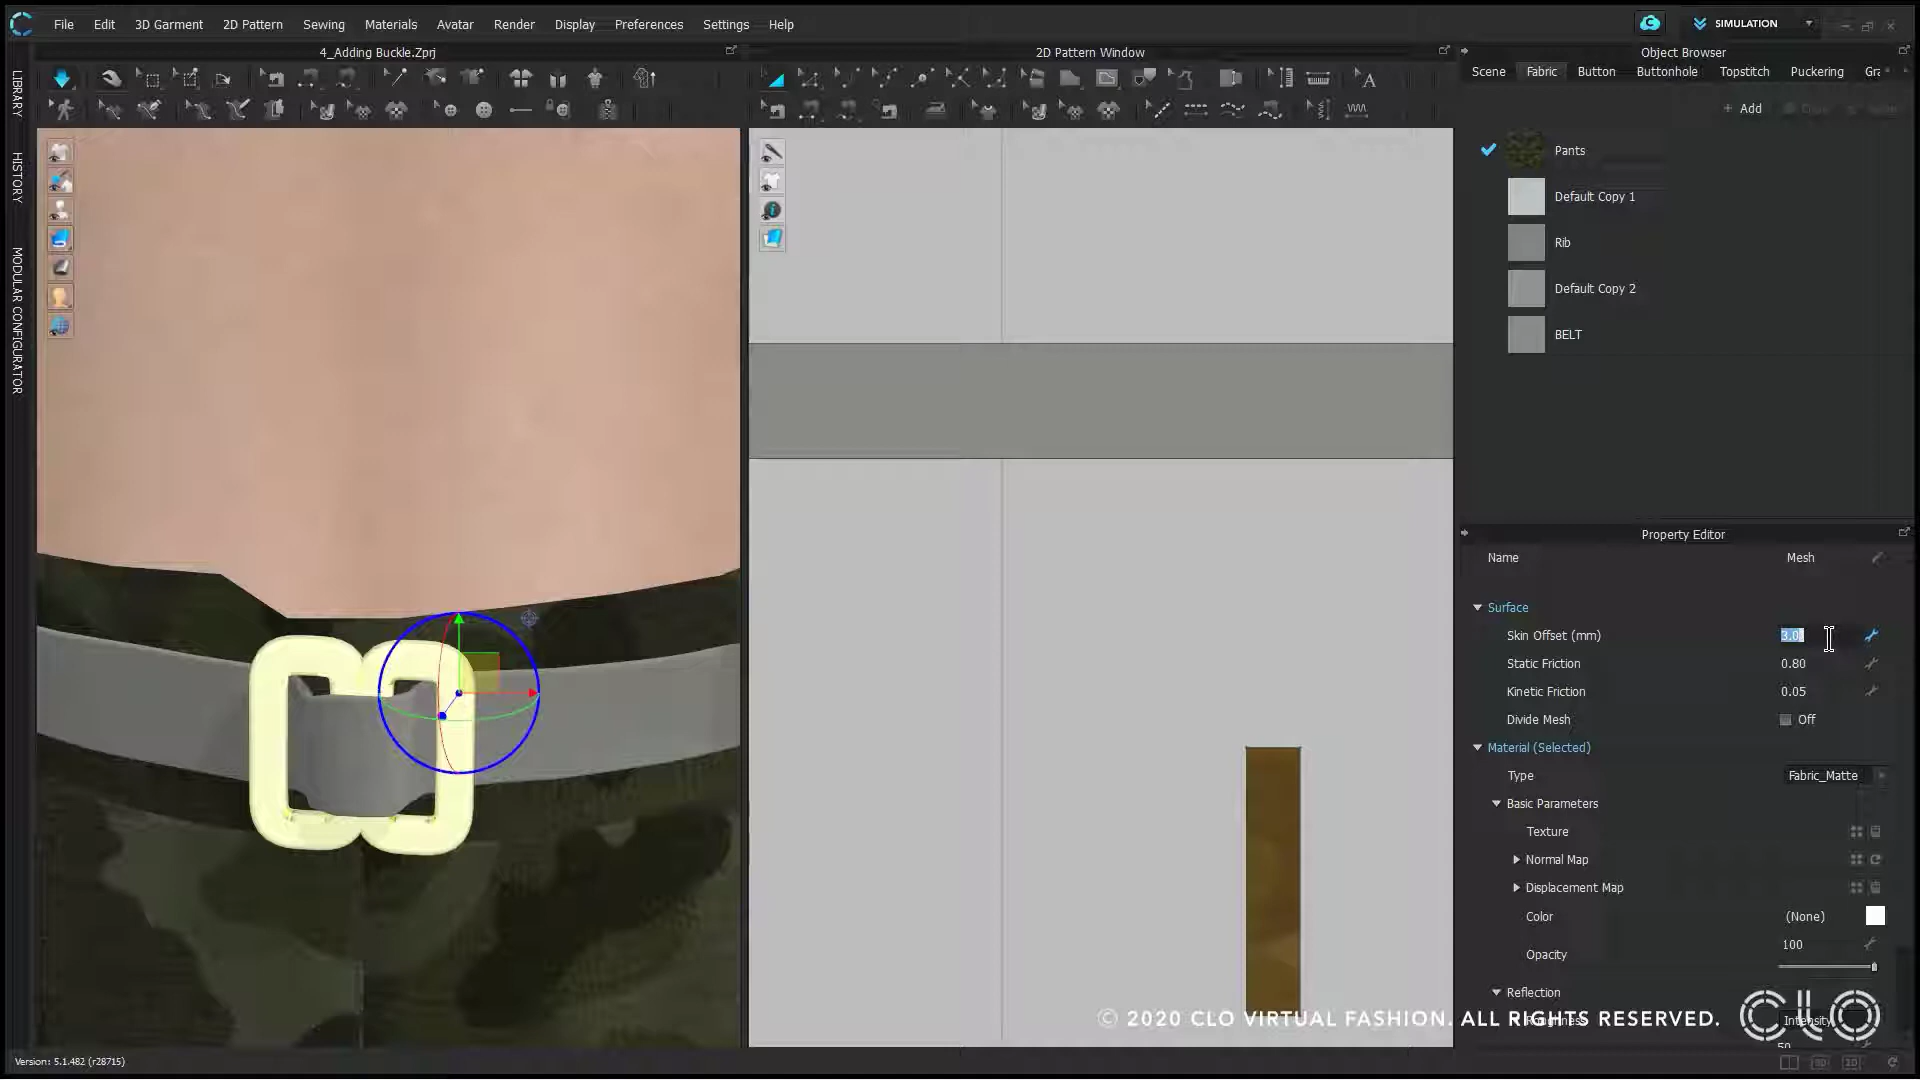 File Edit 3D Garment 2D Pattern Sewing Materials Avatar Render Display Preferences Settings Help
SIMULATION
4_Adding Buckle.Zprj
2D Pattern Window
Object Browser
Scene Fabric Button Buttonhole Topstitch Puckering
+ Add
LIBRARY
HISTORY
MODULAR CONFIGURATOR
Pants
Default Copy 1
Rib
Default Copy 2
BELT
Property Editor
Name Mesh
Surface
Skin Offset (mm)
Static Friction 0.80
Kinetic Friction 0.05
Divide Mesh Off
Material (Selected)
Type Fabric_Matte
Basic Parameters
Texture
Normal Map
Displacement Map
Color (None)
Opacity 100
Reflection
Roughness Intensity
50
© 2020 CLO VIRTUAL FASHION. ALL RIGHTS RESERVED. CLO
Version: 5.1.482 (r28715)